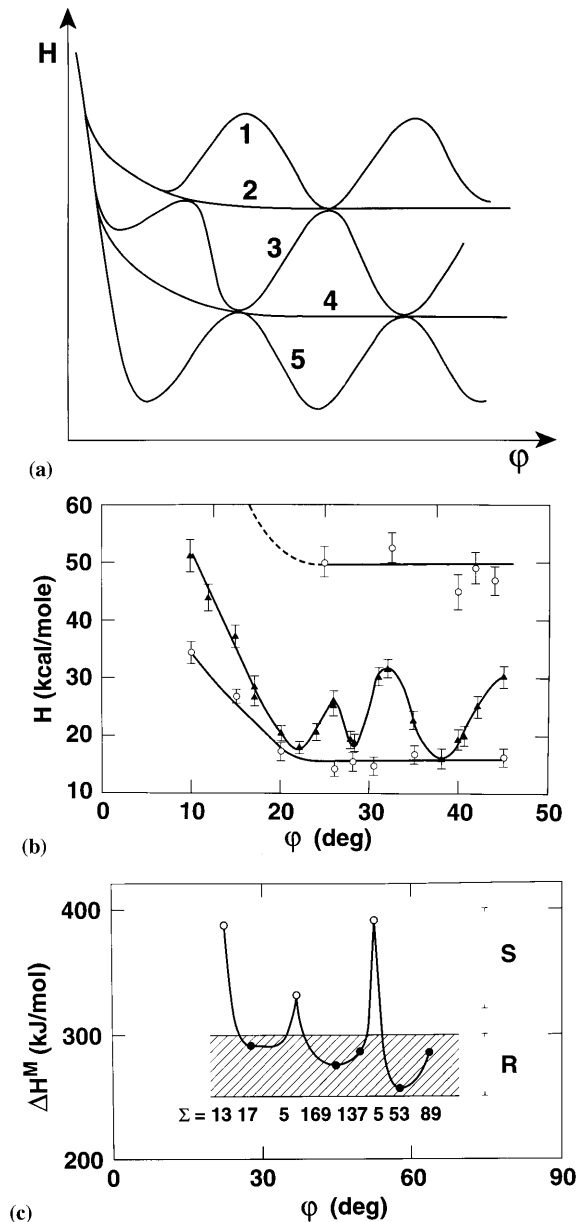 H
1
2
3
4
5
φ
(a)
60
50
40
30
20
10
H (kcal/mole)
0 10 20 30 40 50
φ (deg)
(b)
400
300
200
ΔHᴹ (kJ/mol)
S
R
Σ = 13 17 5 169 137 5 53 89
0 30 60 90
φ (deg)
(c)